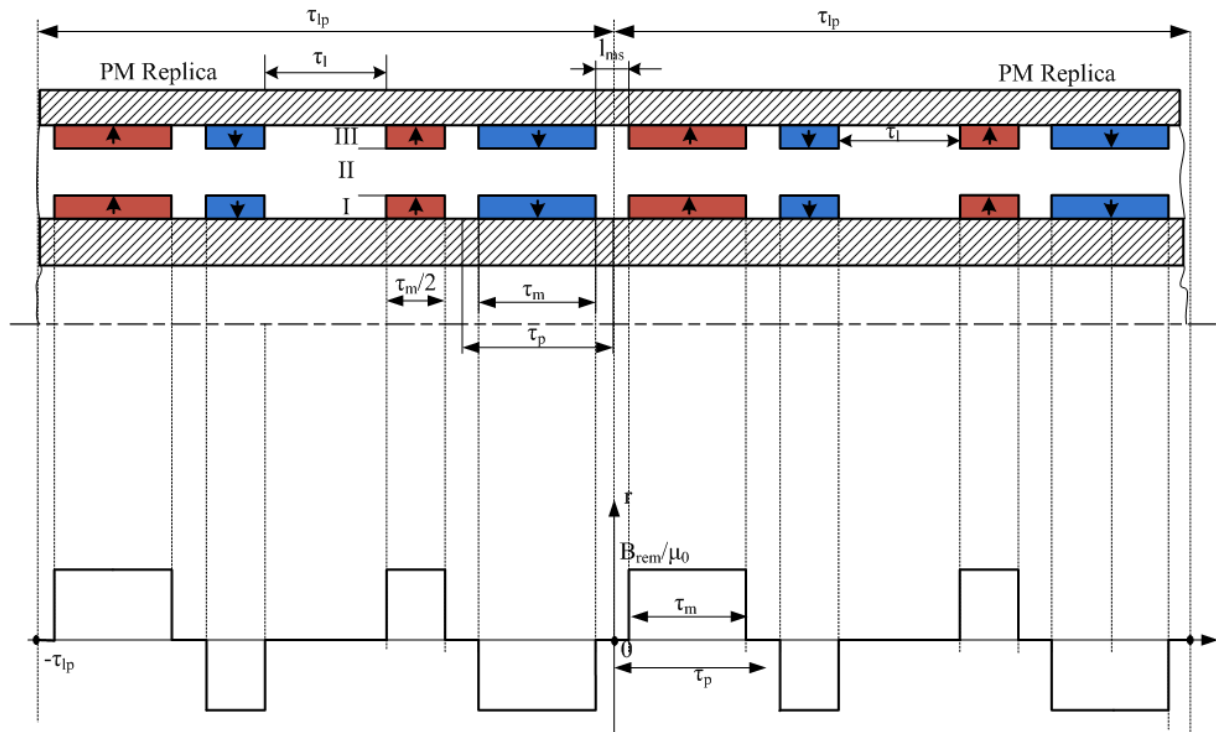 τlp τlp
lms
PM Replica τl PM Replica
III τl
II
I
τm/2 τm
τp
r
Brem/μ0
τm
-τlp 0 τp